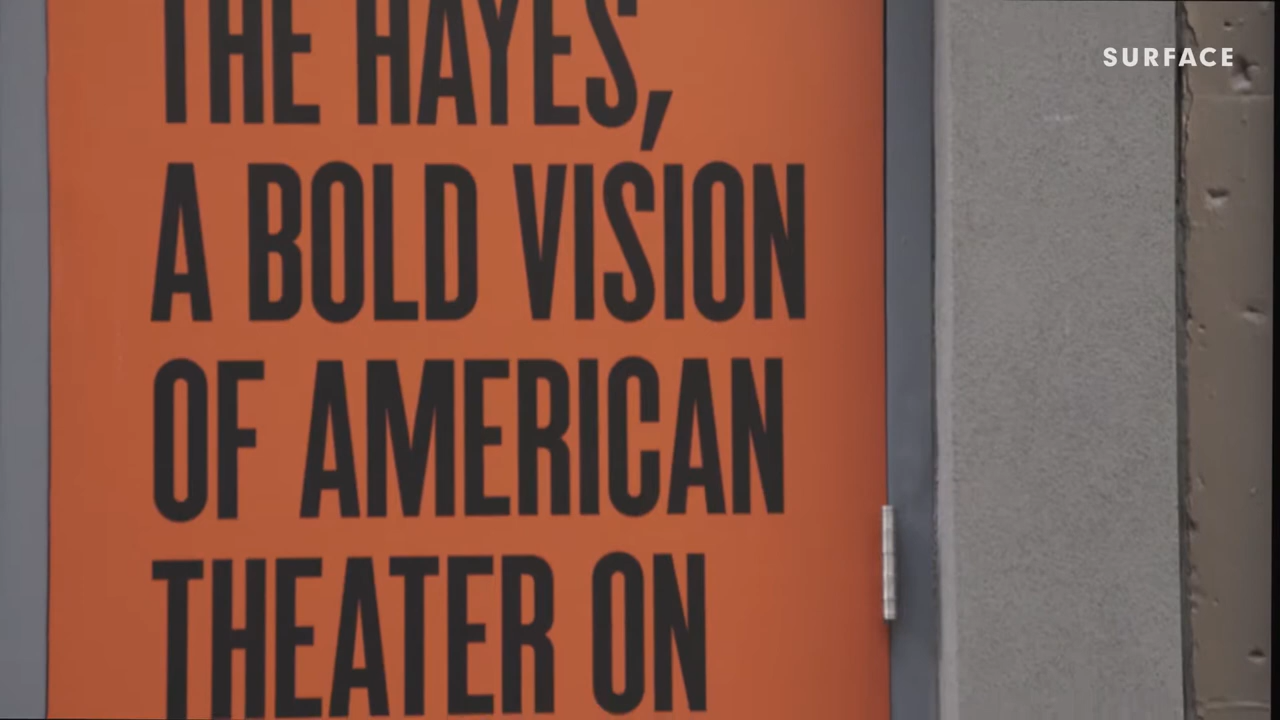 THE HAYES,
A BOLD VISION
OF AMERICAN
THEATER ON
SURFACE